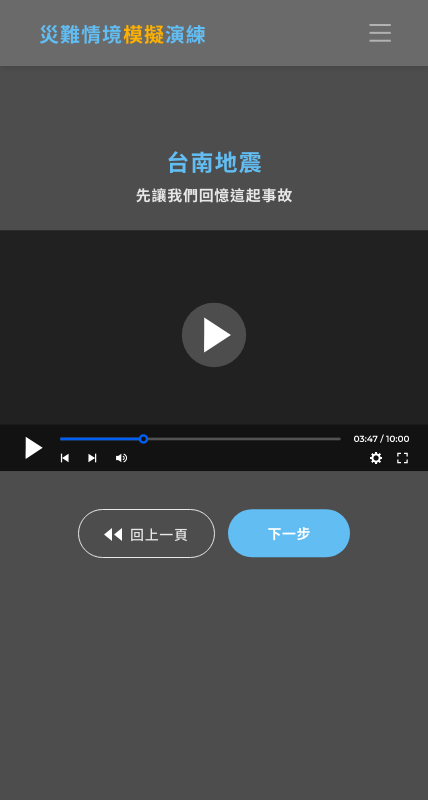 災難情境模擬演練
台南地震
先讓我們回憶這起事故
03:47 / 10:00
回上一頁
下一步